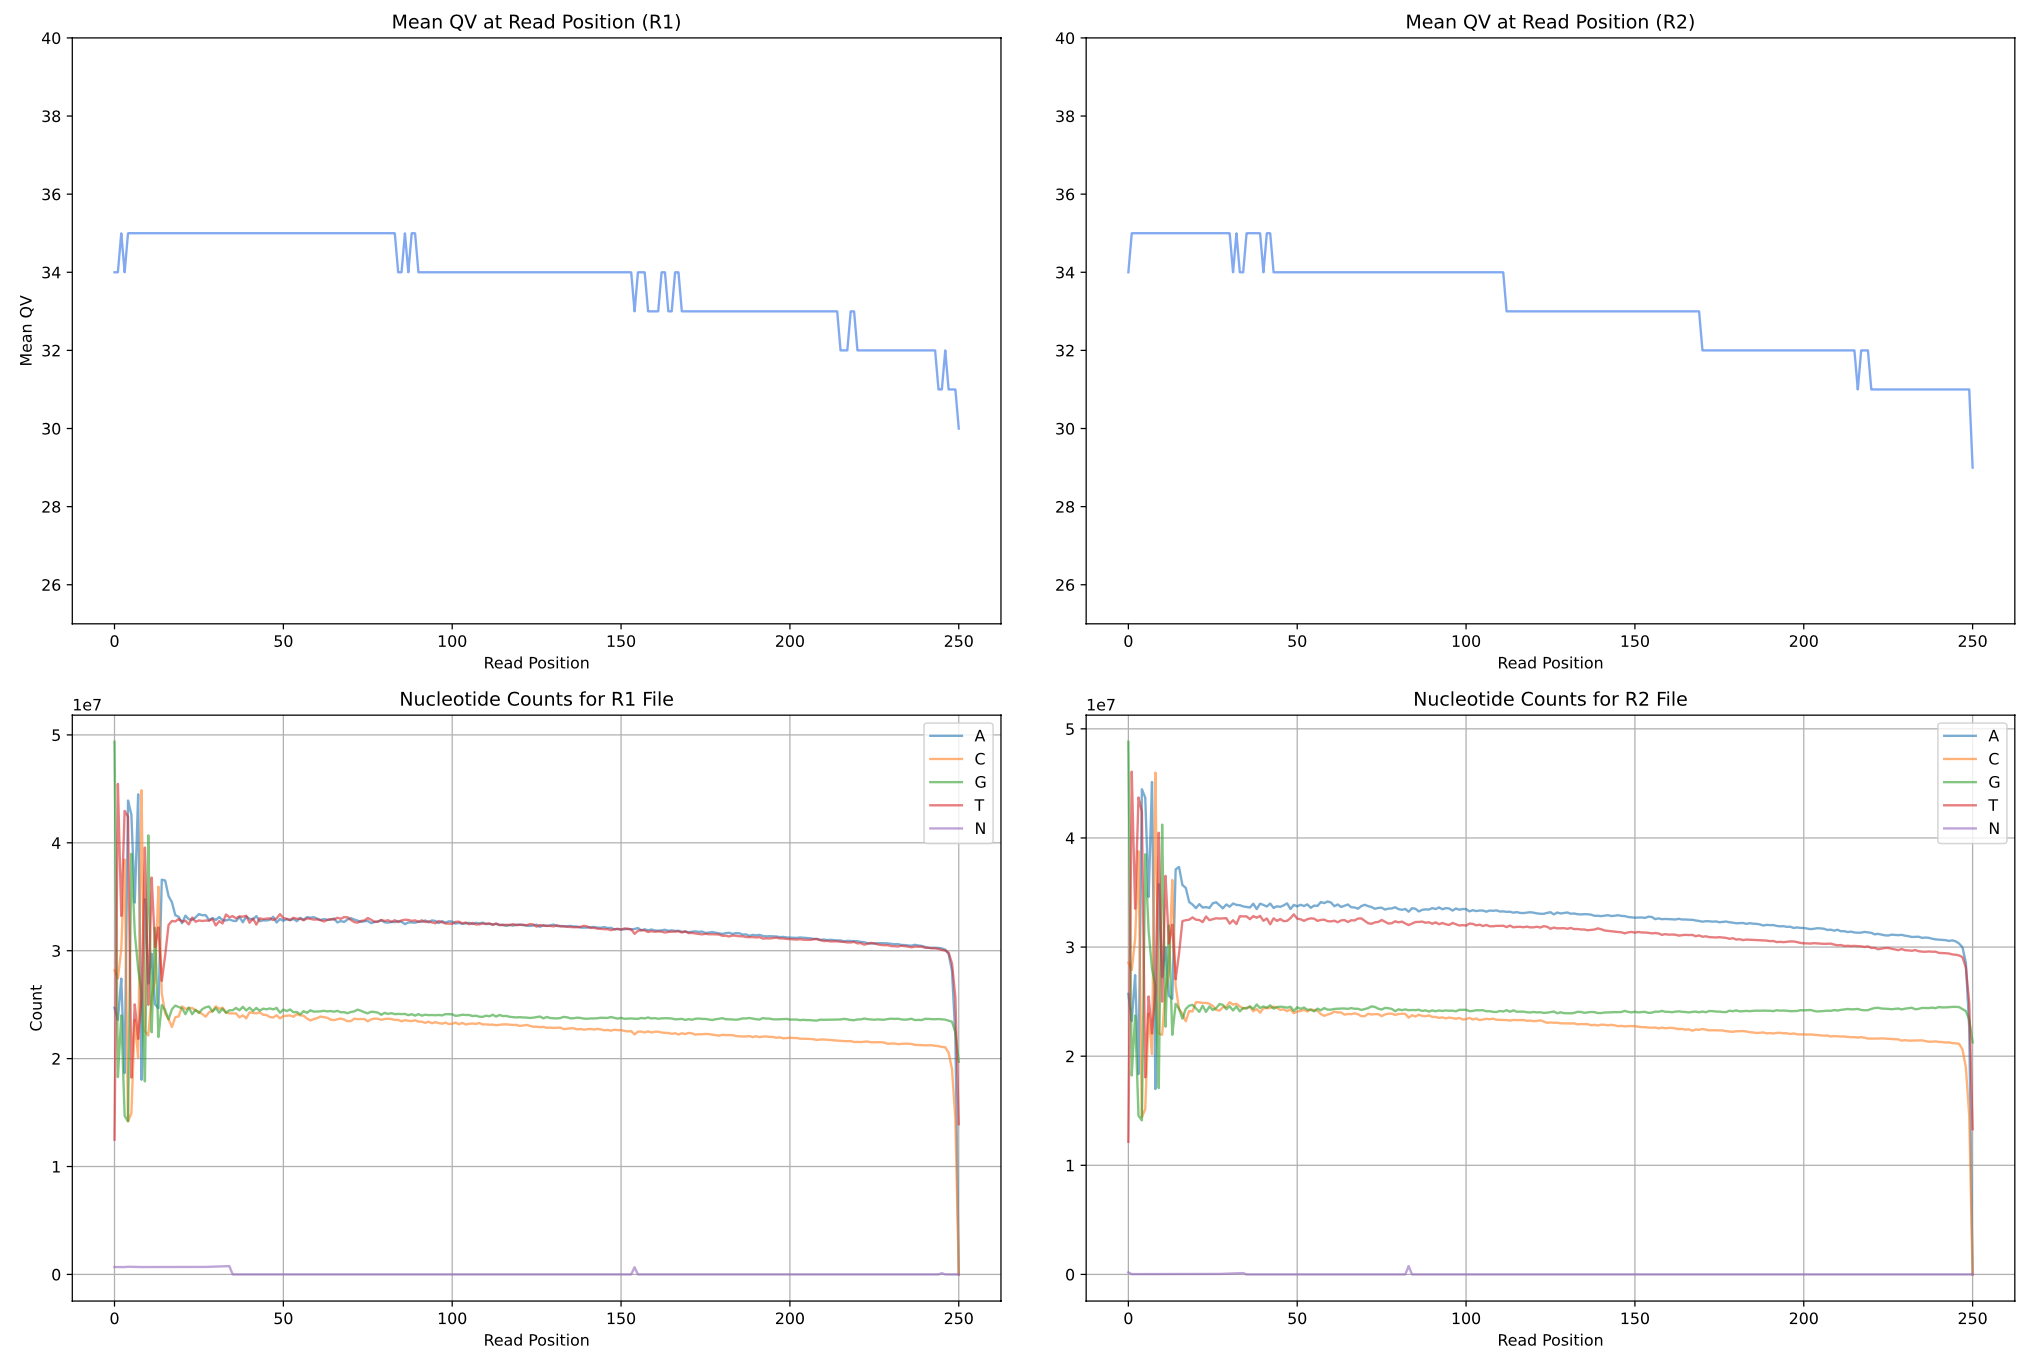 Mean QV at Read Position (R1)
40
38
36
34
32
30
28
26
Mean QV
0 50 100 150 200 250
Read Position
Mean QV at Read Position (R2)
40
38
36
34
32
30
28
26
0 50 100 150 200 250
Read Position
Nucleotide Counts for R1 File
1e7
5
4
3
2
1
0
Count
A
C
G
T
N
0 50 100 150 200 250
Read Position
Nucleotide Counts for R2 File
1e7
5
4
3
2
1
0
A
C
G
T
N
0 50 100 150 200 250
Read Position